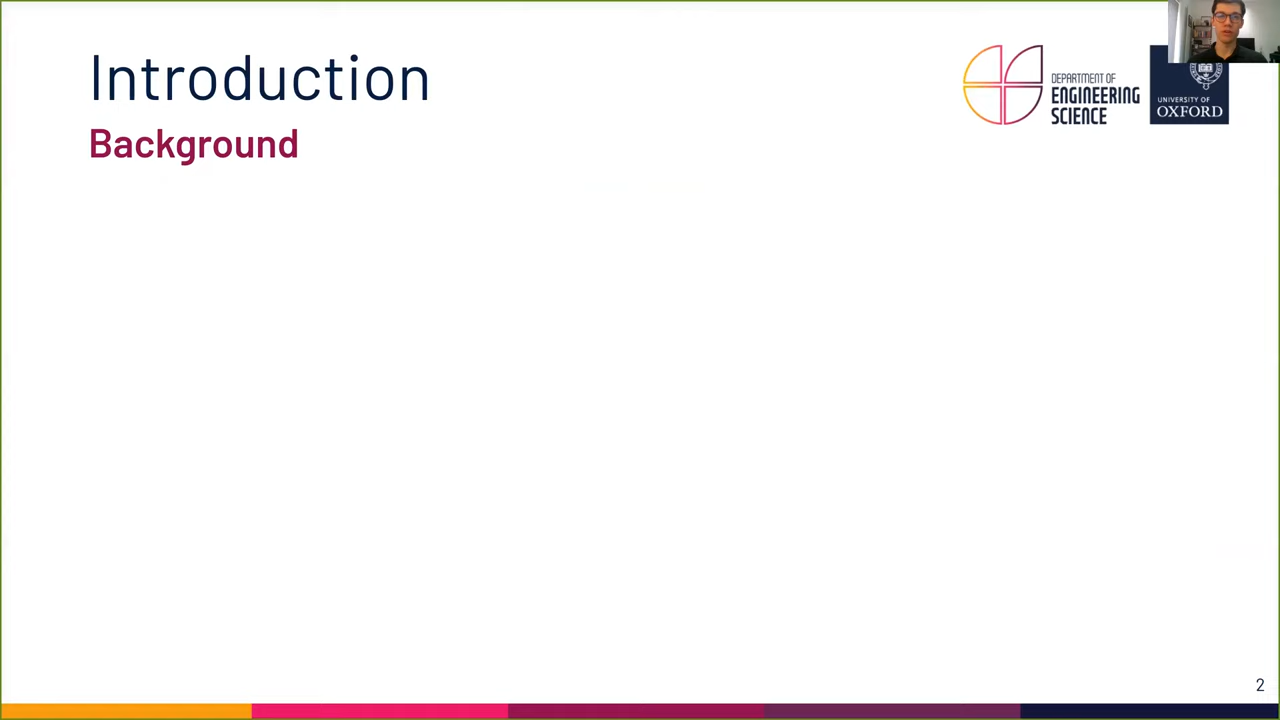 Introduction
Background
DEPARTMENT OF
ENGINEERING
SCIENCE
UNIVERSITY OF
OXFORD
2